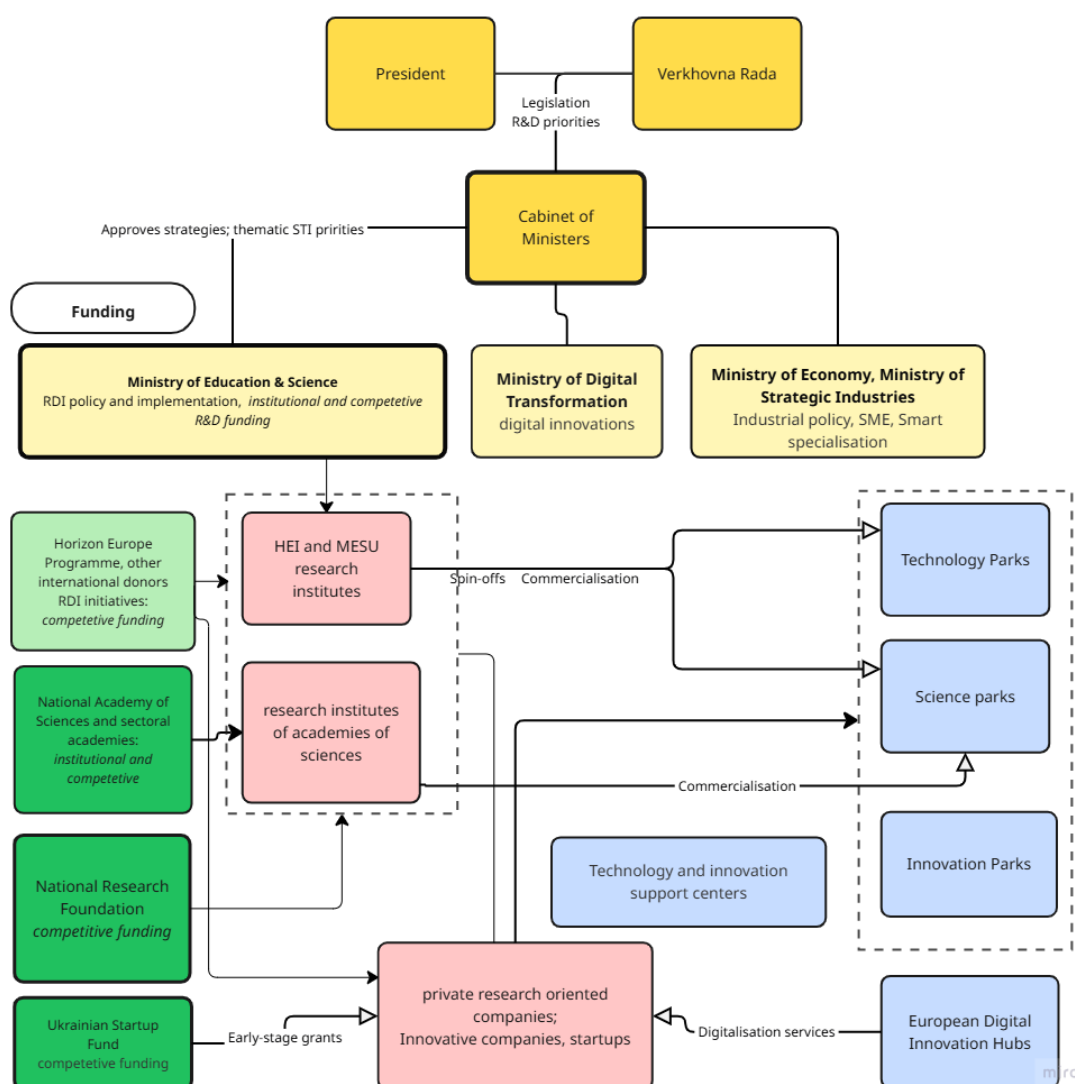 President
Verkhovna Rada
Legislation
R&D priorities
Cabinet of
Ministers
Approves strategies; thematic STI pririties
Funding
Ministry of Education & Science
RDI policy and implementation, institutional and competetive
R&D funding
Ministry of Digital
Transformation
digital innovations
Ministry of Economy, Ministry of
Strategic Industries
Industrial policy, SME, Smart
specialisation
Horizon Europe
Programme, other
international donors
RDI initiatives:
competetive funding
HEI and MESU
research
institutes
Spin-offs Commercialisation
Technology Parks
National Academy of
Sciences and sectoral
academies:
institutional and
competetive
research institutes
of academies of
sciences
Science parks
Commercialisation
National Research
Foundation
competitive funding
Technology and innovation
support centers
Innovation Parks
Ukrainian Startup
Fund
competetive funding
Early-stage grants
private research oriented
companies;
Innovative companies, startups
Digitalisation services
European Digital
Innovation Hubs